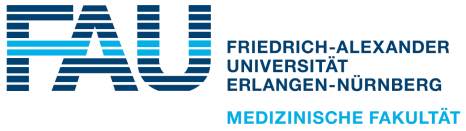 FAU
FRIEDRICH-ALEXANDER
UNIVERSITÄT
ERLANGEN-NÜRNBERG
MEDIZINISCHE FAKULTÄT